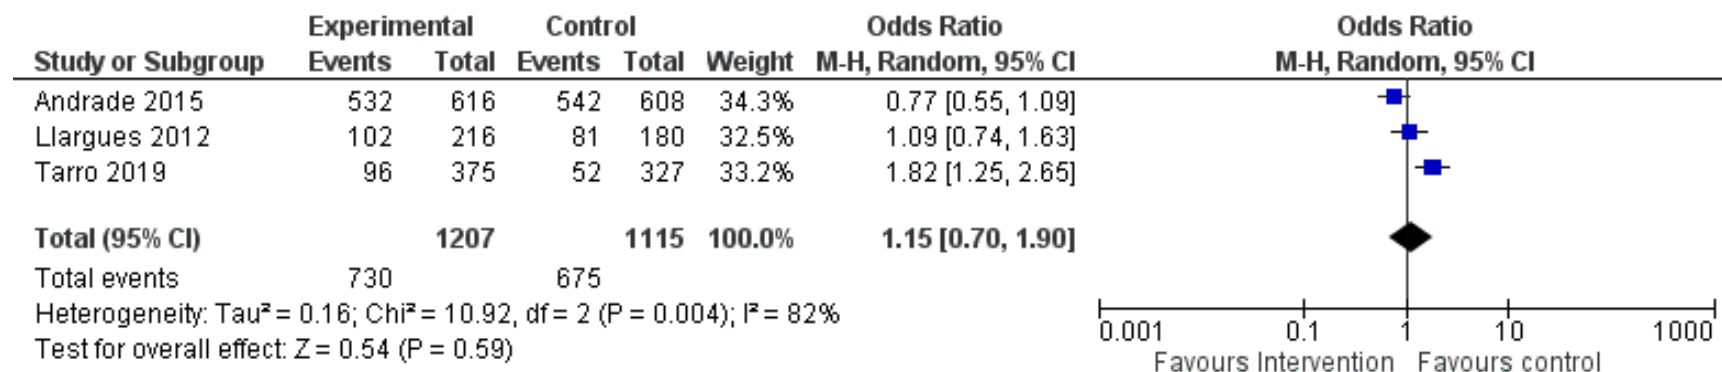 Experimental Control Odds Ratio Odds Ratio
Study or Subgroup Events Total Events Total Weight M-H, Random, 95% CI M-H, Random, 95% CI
Andrade 2015 532 616 542 608 34.3% 0.77 [0.55, 1.09]
Llargues 2012 102 216 81 180 32.5% 1.09 [0.74, 1.63]
Tarro 2019 96 375 52 327 33.2% 1.82 [1.25, 2.65]
Total (95% CI) 1207 1115 100.0% 1.15 [0.70, 1.90]
Total events 730 675
Heterogeneity: Tau² = 0.16; Chi² = 10.92, df = 2 (P = 0.004); I² = 82%
Test for overall effect: Z = 0.54 (P = 0.59)
0.001 0.1 1 10 1000
Favours Intervention Favours control